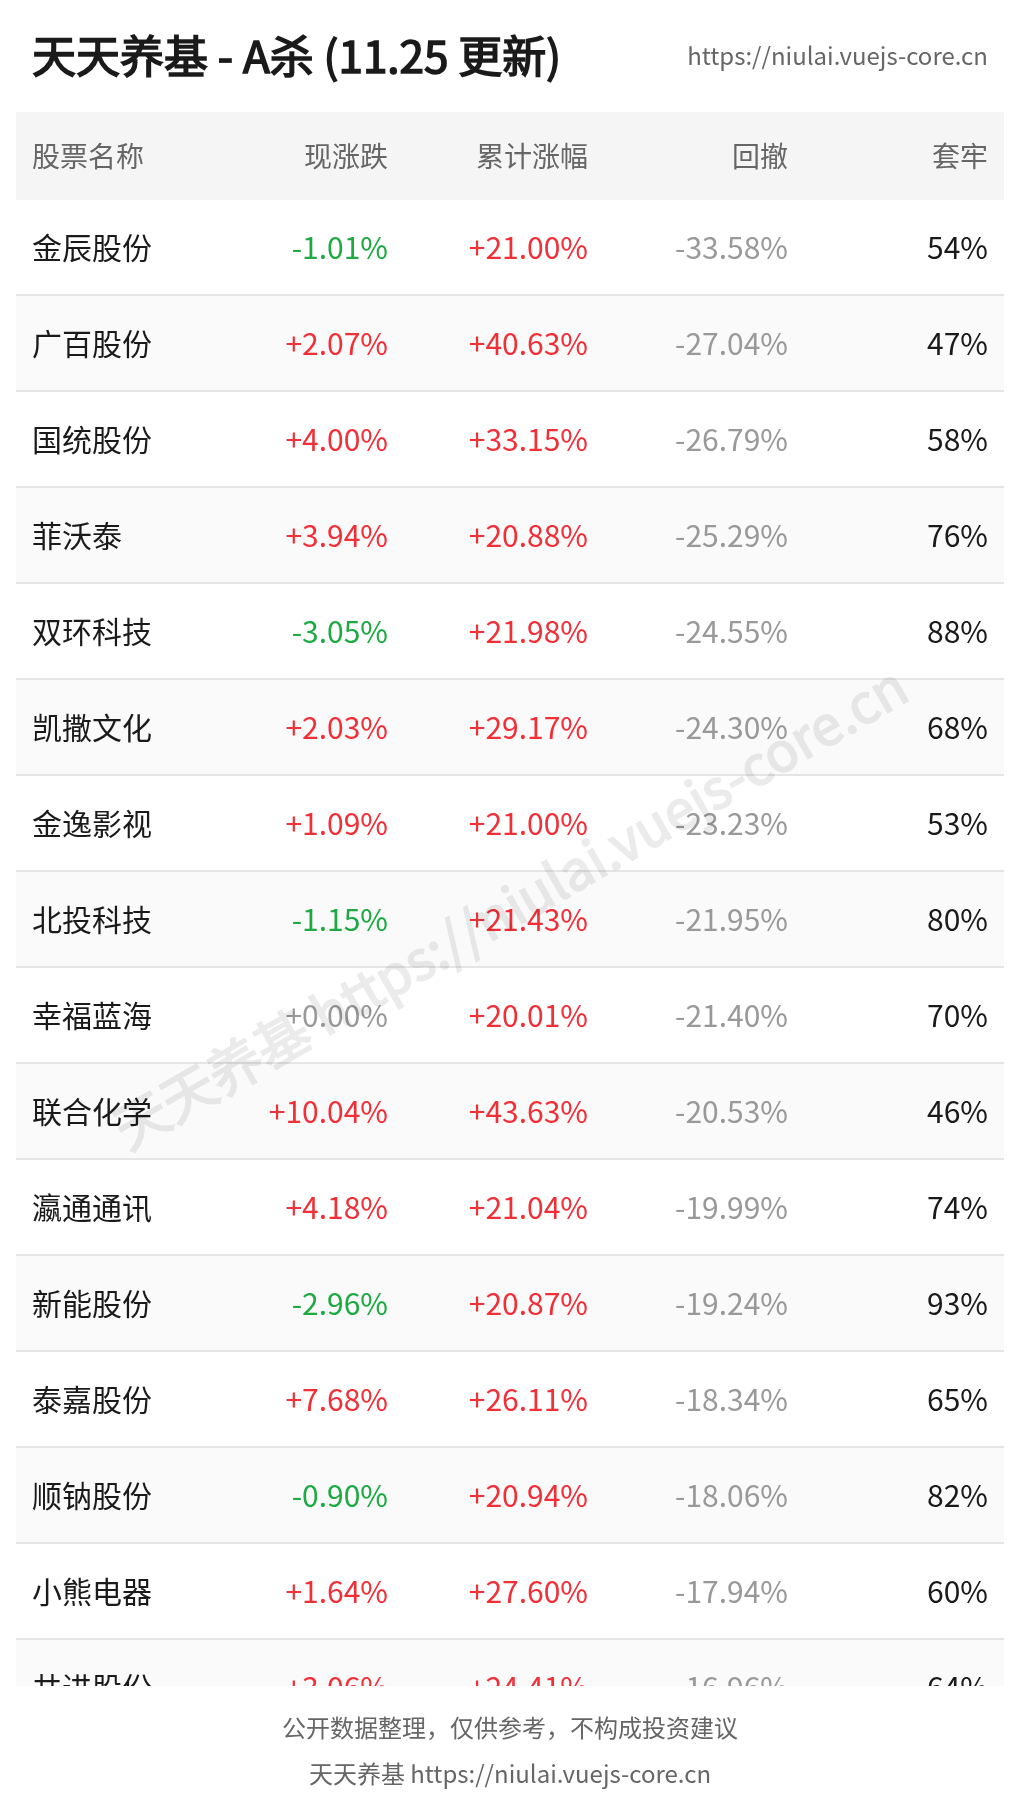 天天养基 - A杀 (11.25 更新) https://niulai.vuejs-core.cn
股票名称 现涨跌 累计涨幅 回撤 套牢
金辰股份 -1.01% +21.00% -33.58% 54%
广百股份 +2.07% +40.63% -27.04% 47%
国统股份 +4.00% +33.15% -26.79% 58%
菲沃泰 +3.94% +20.88% -25.29% 76%
双环科技 -3.05% +21.98% -24.55% 88%
凯撒文化 +2.03% +29.17% -24.30% 68%
金逸影视 +1.09% +21.00% -23.23% 53%
北投科技 -1.15% +21.43% -21.95% 80%
幸福蓝海 +0.00% +20.01% -21.40% 70%
联合化学 +10.04% +43.63% -20.53% 46%
瀛通通讯 +4.18% +21.04% -19.99% 74%
新能股份 -2.96% +20.87% -19.24% 93%
泰嘉股份 +7.68% +26.11% -18.34% 65%
顺钠股份 -0.90% +20.94% -18.06% 82%
小熊电器 +1.64% +27.60% -17.94% 60%
共进股份 +3.06% +24.41% -16.96% 64%
天天养基 https://niulai.vuejs-core.cn
公开数据整理，仅供参考，不构成投资建议
天天养基 https://niulai.vuejs-core.cn